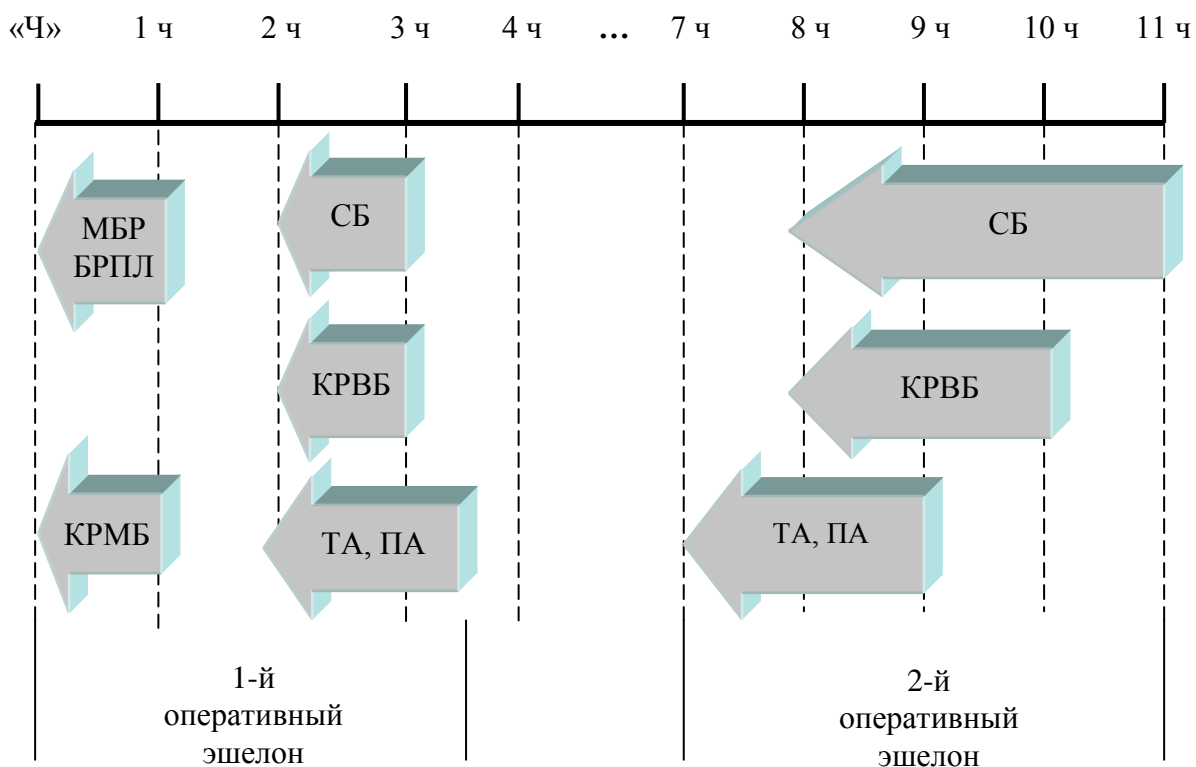 «Ч» 1 ч 2 ч 3 ч 4 ч ... 7 ч 8 ч 9 ч 10 ч 11 ч
МБР
БРПЛ
СБ
СБ
КРВБ
КРВБ
КРМБ
ТА, ПА
ТА, ПА
1-й
оперативный
эшелон
2-й
оперативный
эшелон